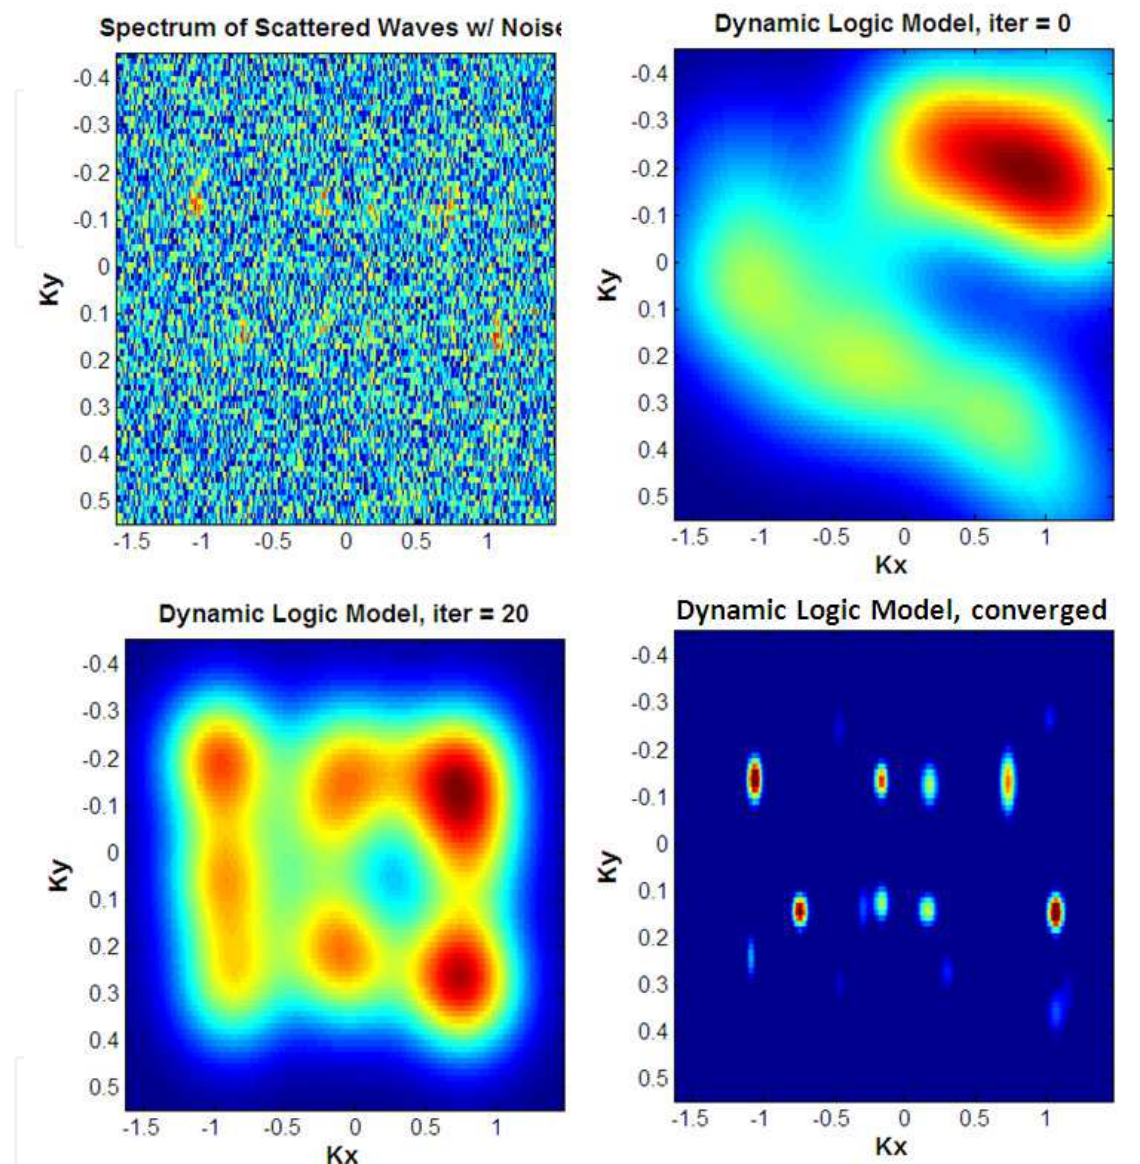 Spectrum of Scattered Waves w/ Noise
-0.4
-0.3
-0.2
-0.1
0
0.1
0.2
0.3
0.4
0.5
Ky
-1.5 -1 -0.5 0 0.5 1
Dynamic Logic Model, iter = 0
-0.4
-0.3
-0.2
-0.1
0
0.1
0.2
0.3
0.4
0.5
Ky
-1.5 -1 -0.5 0 0.5 1
Kx
Dynamic Logic Model, iter = 20
-0.4
-0.3
-0.2
-0.1
0
0.1
0.2
0.3
0.4
0.5
Ky
-1.5 -1 -0.5 0 0.5 1
Kx
Dynamic Logic Model, converged
-0.4
-0.3
-0.2
-0.1
0
0.1
0.2
0.3
0.4
0.5
Ky
-1.5 -1 -0.5 0 0.5 1
Kx